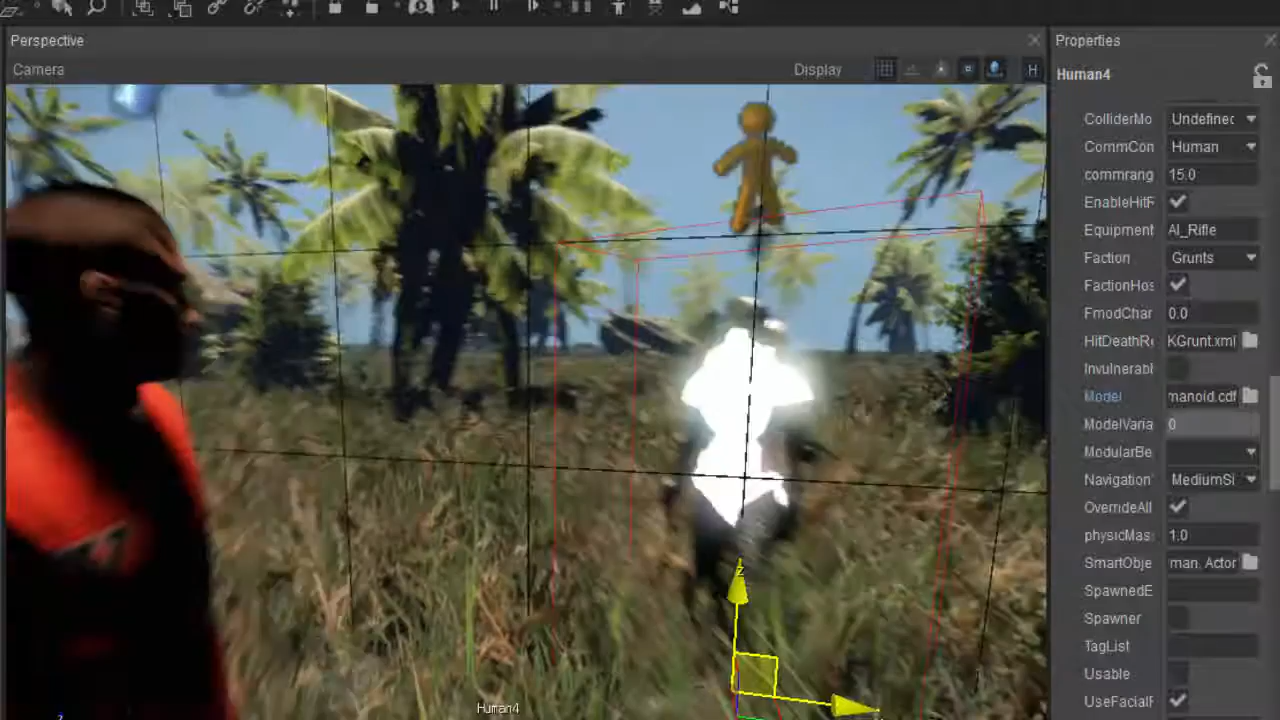 Perspective
Properties
Camera
Display
H
Human4
ColliderMo
Undefinec
CommCon
Human
commrang
15.0
EnableHitF
Equipment
AI_Rifle
Faction
Grunts
FactionHos
FmodChar
0.0
HitDeathRe
KGrunt.xml
Invulnerabl
Model
manoid.cdf
ModelVaria
0
ModularBe
Navigation
MediumSi
OverrideAll
physicMas
1.0
SmartObje
man, Actor
SpawnedE
Spawner
TagList
Usable
UseFacialF
z
Human4
z